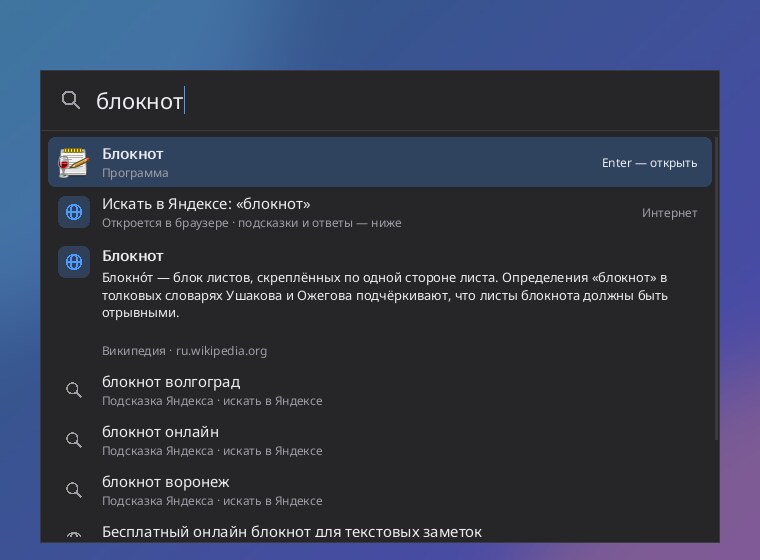 блокнот
Блокнот
Программа
Enter — открыть
Искать в Яндексе: «блокнот»
Откроется в браузере · подсказки и ответы — ниже
Интернет
Блокнот
Блокно́т — блок листов, скреплённых по одной стороне листа. Определения «блокнот» в
толковых словарях Ушакова и Ожегова подчёркивают, что листы блокнота должны быть
отрывными.
Википедия · ru.wikipedia.org
блокнот волгоград
Подсказка Яндекса · искать в Яндексе
блокнот онлайн
Подсказка Яндекса · искать в Яндексе
блокнот воронеж
Подсказка Яндекса · искать в Яндексе
Бесплатный онлайн блокнот для текстовых заметок